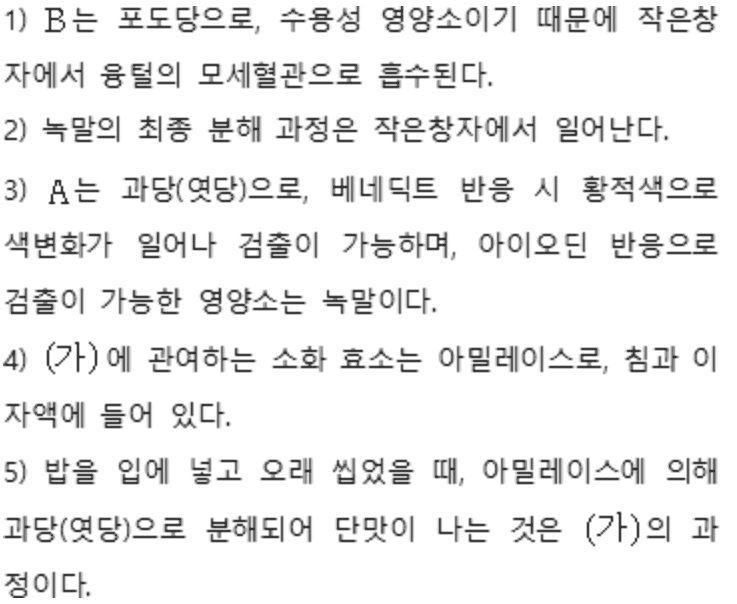 1) B는 포도당으로, 수용성 영양소이기 때문에 작은창
자에서 융털의 모세혈관으로 흡수된다.
2) 녹말의 최종 분해 과정은 작은창자에서 일어난다.
3) A는 과당(엿당)으로, 베네딕트 반응 시 황적색으로
색변화가 일어나 검출이 가능하며, 아이오딘 반응으로
검출이 가능한 영양소는 녹말이다.
4) (가)에 관여하는 소화 효소는 아밀레이스로, 침과 이
자액에 들어 있다.
5) 밥을 입에 넣고 오래 씹었을 때, 아밀레이스에 의해
과당(엿당)으로 분해되어 단맛이 나는 것은 (가)의 과
정이다.